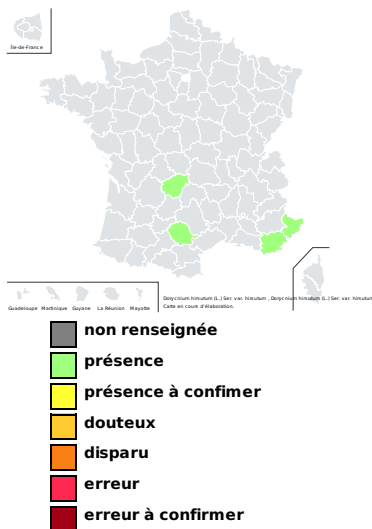 Île-de-France
Guadeloupe Martinique Guyane La Réunion Mayotte
Dorycnium hirsutum (L.) Ser. var. hirsutum , Dorycnium hirsutum (L.) Ser. var. hirsutum
Carte en cours d'élaboration.
non renseignée
présence
présence à confimer
douteux
disparu
erreur
erreur à confirmer